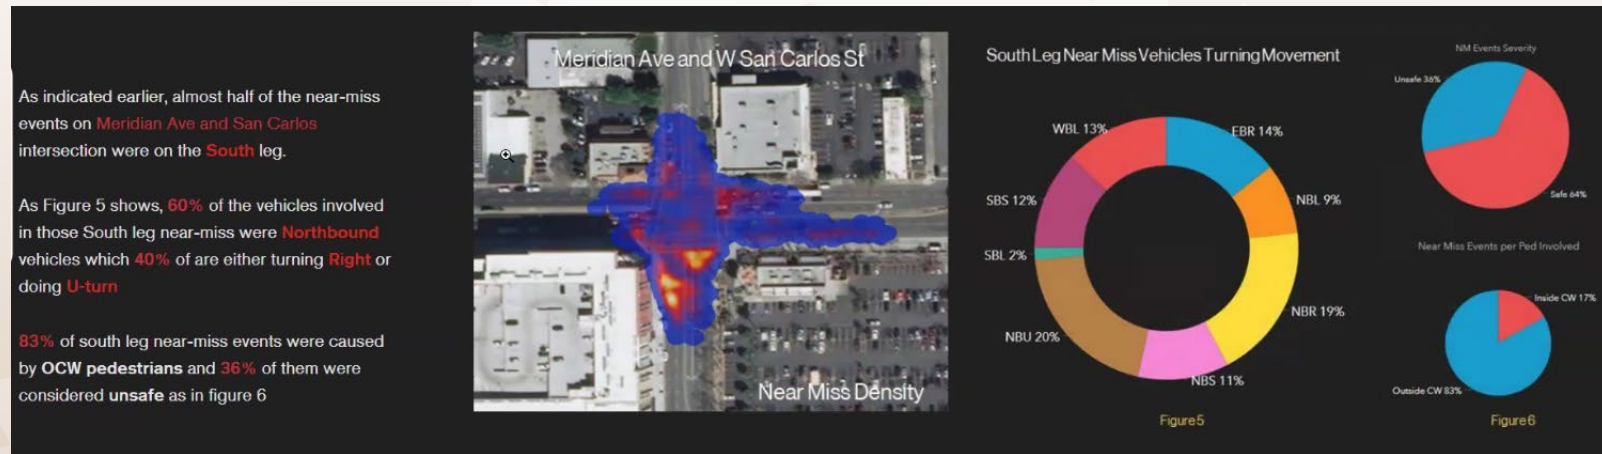 As indicated earlier, almost half of the near-miss
events on Meridian Ave and San Carlos
intersection were on the South leg.
As Figure 5 shows, 60% of the vehicles involved
in those South leg near-miss were Northbound
vehicles which 40% of are either turning Right or
doing U-turn
83% of south leg near-miss events were caused
by OCW pedestrians and 36% of them were
considered unsafe as in figure 6
Meridian Ave and W San Carlos St
Near Miss Density
South Leg Near Miss Vehicles Turning Movement
WBL 13%
EBR 14%
SBS 12%
NBL 9%
SBL 2%
NBR 19%
NBU 20%
NBS 11%
Figure5
NM Events Severity
Unsafe 36%
Safe 64%
Near Miss Events per Ped Involved
Inside CW 17%
Outside CW 83%
Figure6